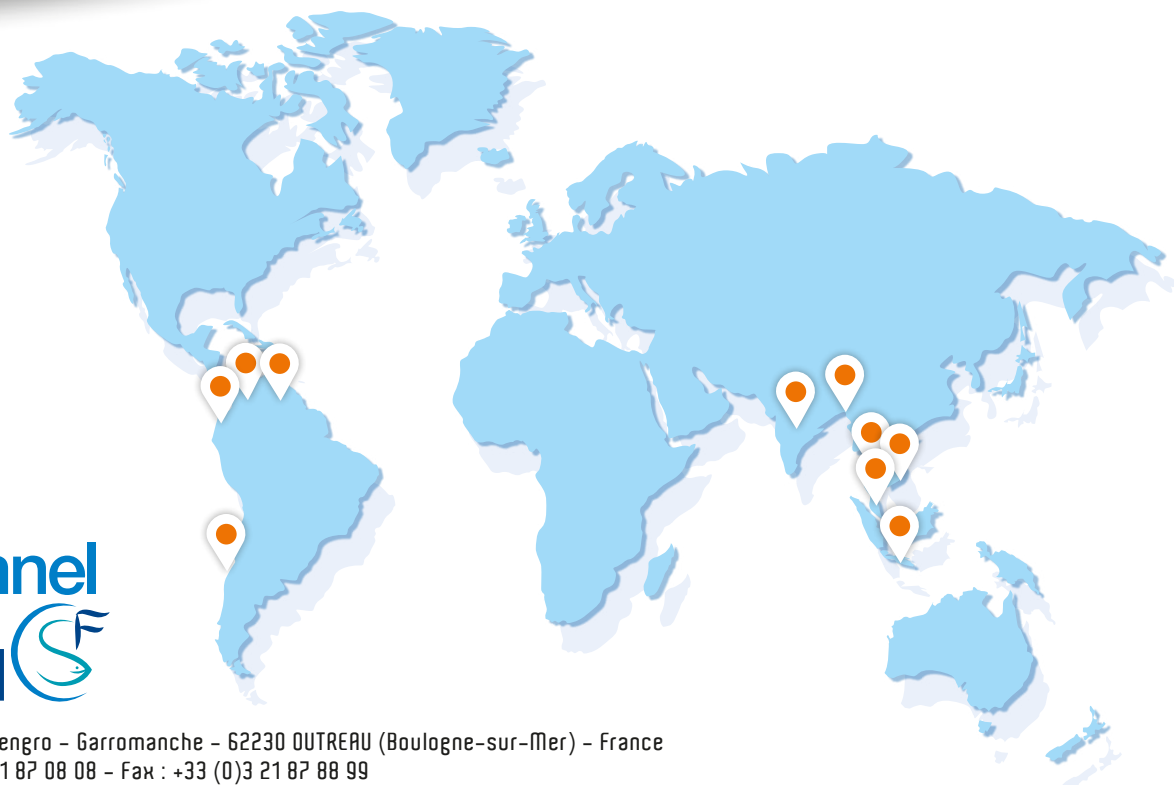 nnel
engro - Garromanche - 62230 OUTREAU (Boulogne-sur-Mer) - France
1 87 08 08 - Fax : +33 (0)3 21 87 88 99